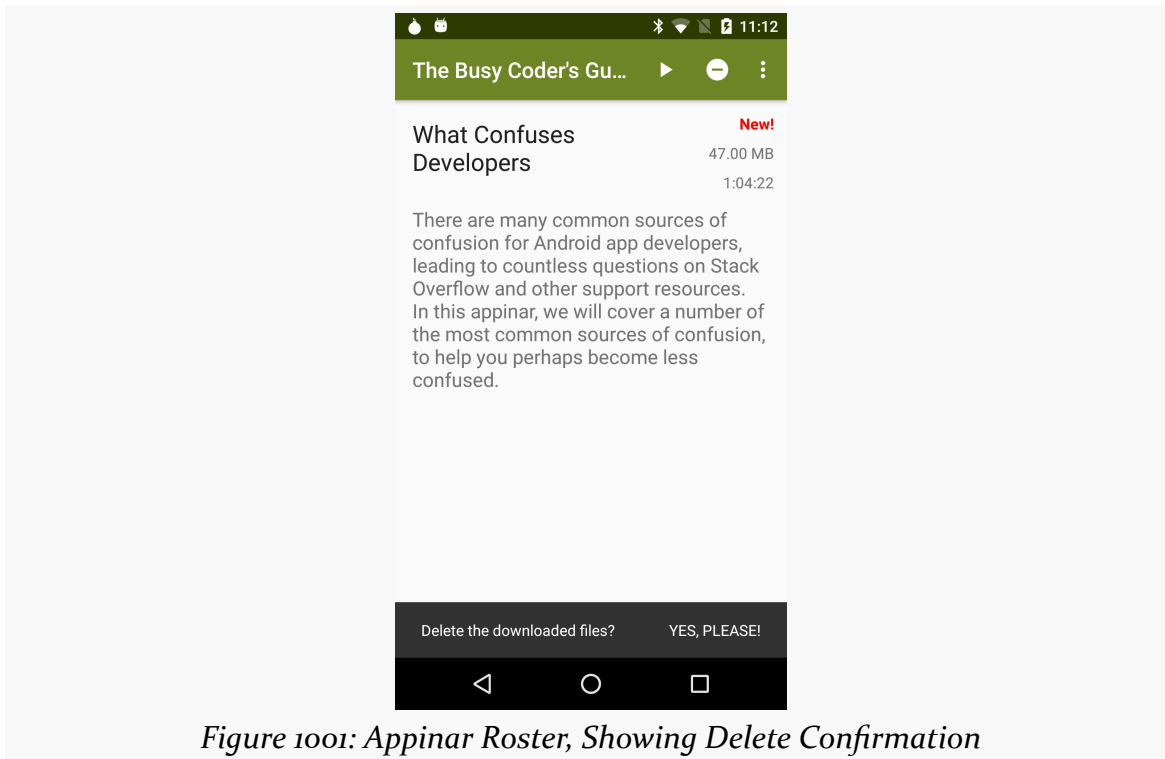 11:12
The Busy Coder's Gu...
What Confuses
Developers
New!
47.00 MB
1:04:22
There are many common sources of
confusion for Android app developers,
leading to countless questions on Stack
Overflow and other support resources.
In this appinar, we will cover a number of
the most common sources of confusion,
to help you perhaps become less
confused.
Delete the downloaded files? YES, PLEASE!
Figure 1001: Appinar Roster, Showing Delete Confirmation